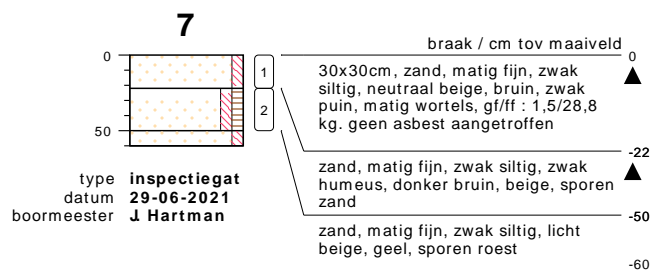 7
braak / cm tov maaiveld
0
0
1
30x30cm, zand, matig fijn, zwak
siltig, neutraal beige, bruin, zwak
puin, matig wortels, gf/ff : 1,5/28,8
kg. geen asbest aangetroffen
2
50
-22
zand, matig fijn, zwak siltig, zwak
humeus, donker bruin, beige, sporen
zand
type inspectiegat
datum 29-06-2021
boormeester J Hartman
-50
zand, matig fijn, zwak siltig, licht
beige, geel, sporen roest
-60